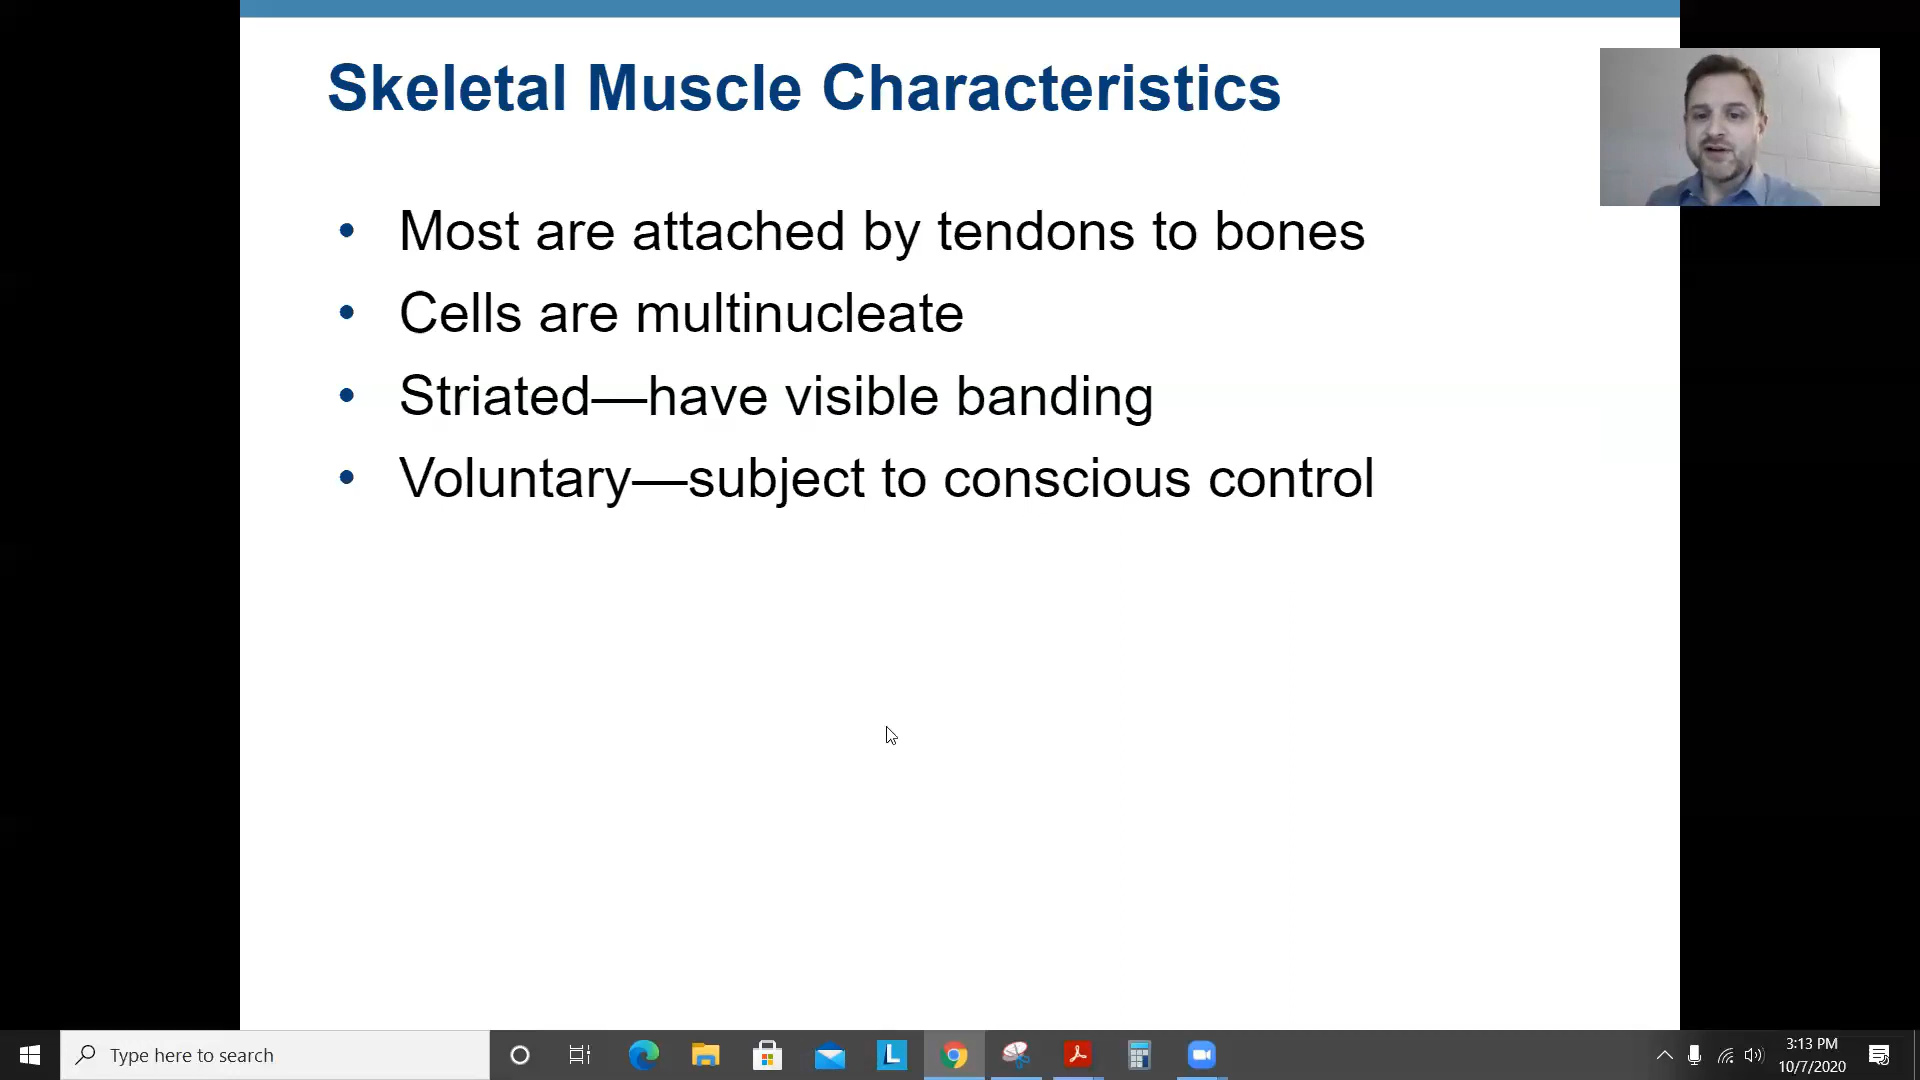 Skeletal Muscle Characteristics
• Most are attached by tendons to bones
• Cells are multinucleate
• Striated—have visible banding
• Voluntary—subject to conscious control
Type here to search
L
3:13 PM
10/7/2020